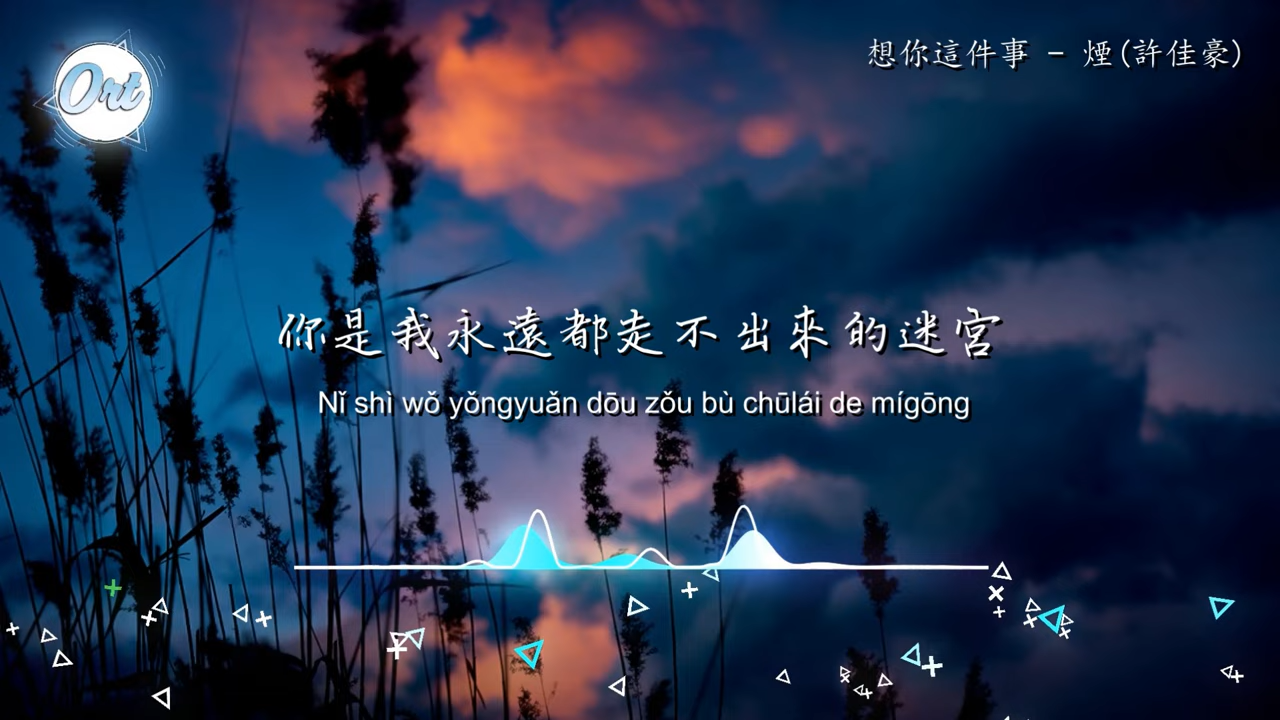 Ort
想你這件事 - 煙(許佳豪)
你是我永遠都走不出來的迷宮
Nǐ shì wǒ yǒngyuǎn dōu zǒu bù chūlái de mígōng